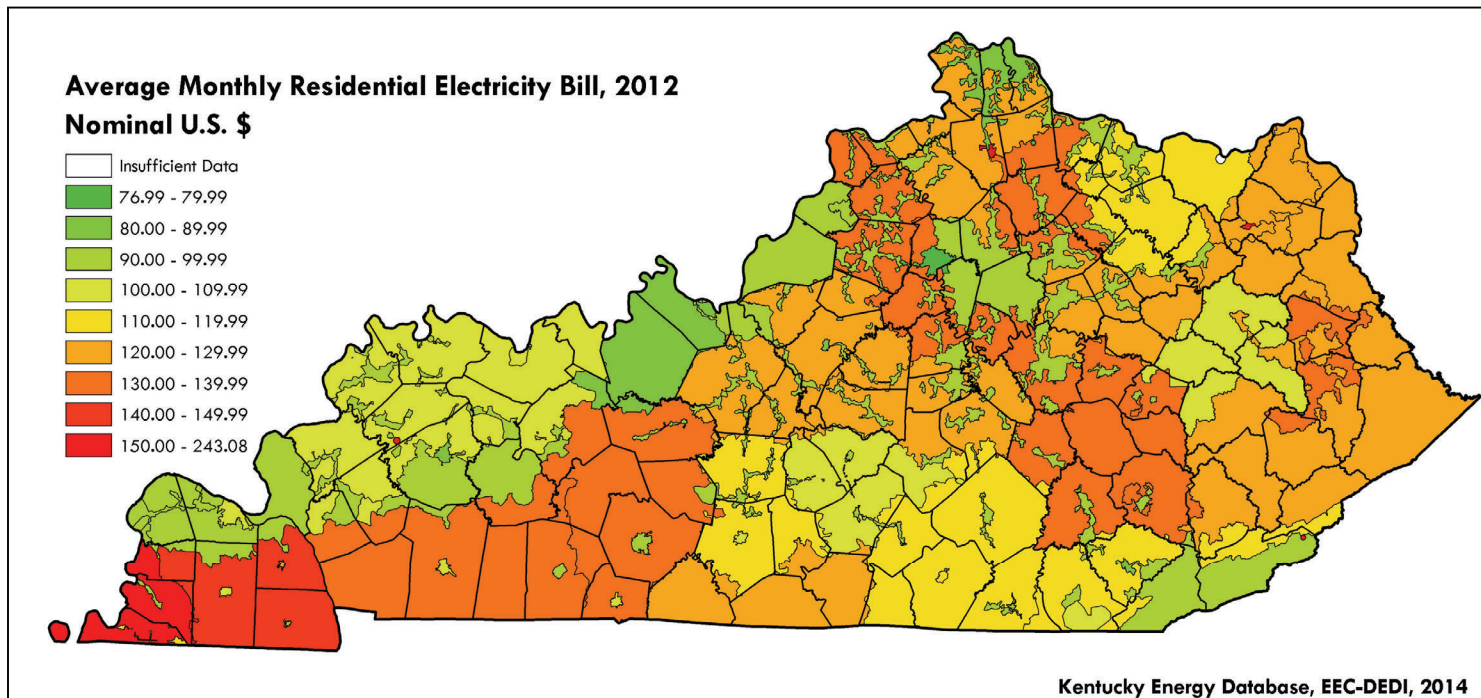 Average Monthly Residential Electricity Bill, 2012
Nominal U.S. $
Insufficient Data
76.99 - 79.99
80.00 - 89.99
90.00 - 99.99
100.00 - 109.99
110.00 - 119.99
120.00 - 129.99
130.00 - 139.99
140.00 - 149.99
150.00 - 243.08
Kentucky Energy Database, EEC-DEDI, 2014